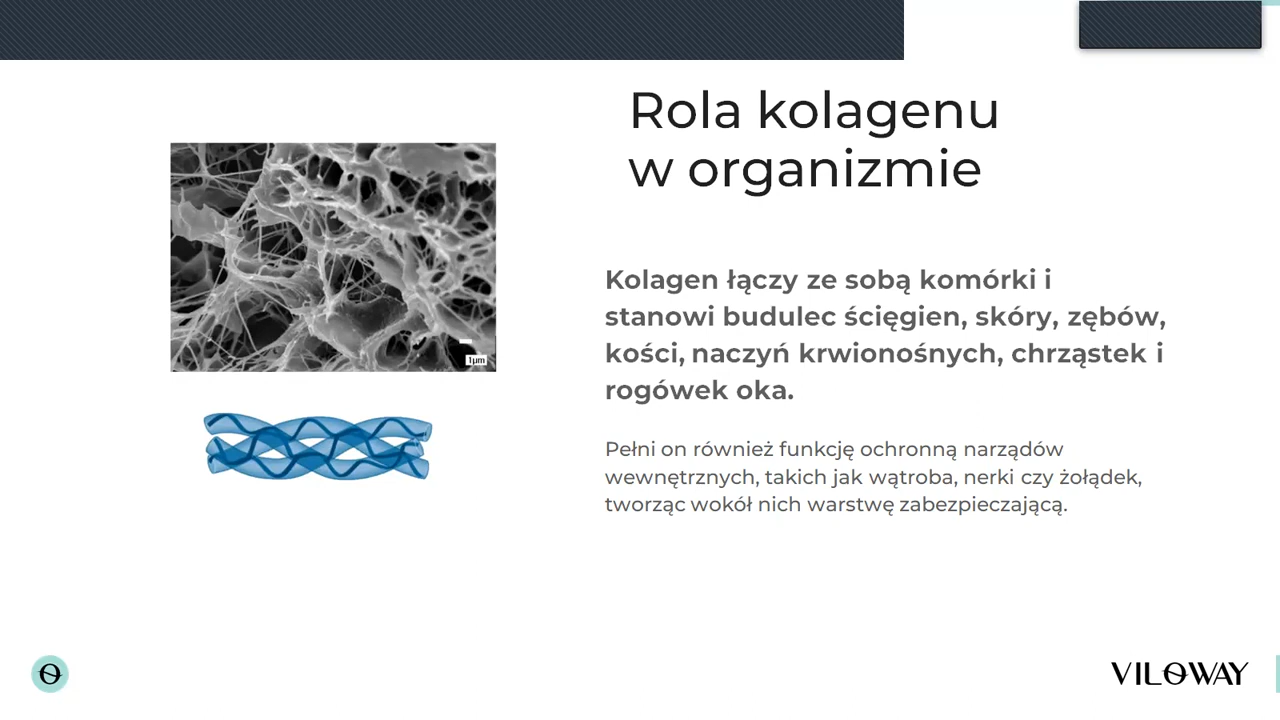 Rola kolagenu
w organizmie
1µm
Kolagen łączy ze sobą komórki i
stanowi budulec ścięgien, skóry, zębów,
kości, naczyń krwionośnych, chrząstek i
rogówek oka.
Pełni on również funkcję ochronną narządów
wewnętrznych, takich jak wątroba, nerki czy żołądek,
tworząc wokół nich warstwę zabezpieczającą.
VILOWAY